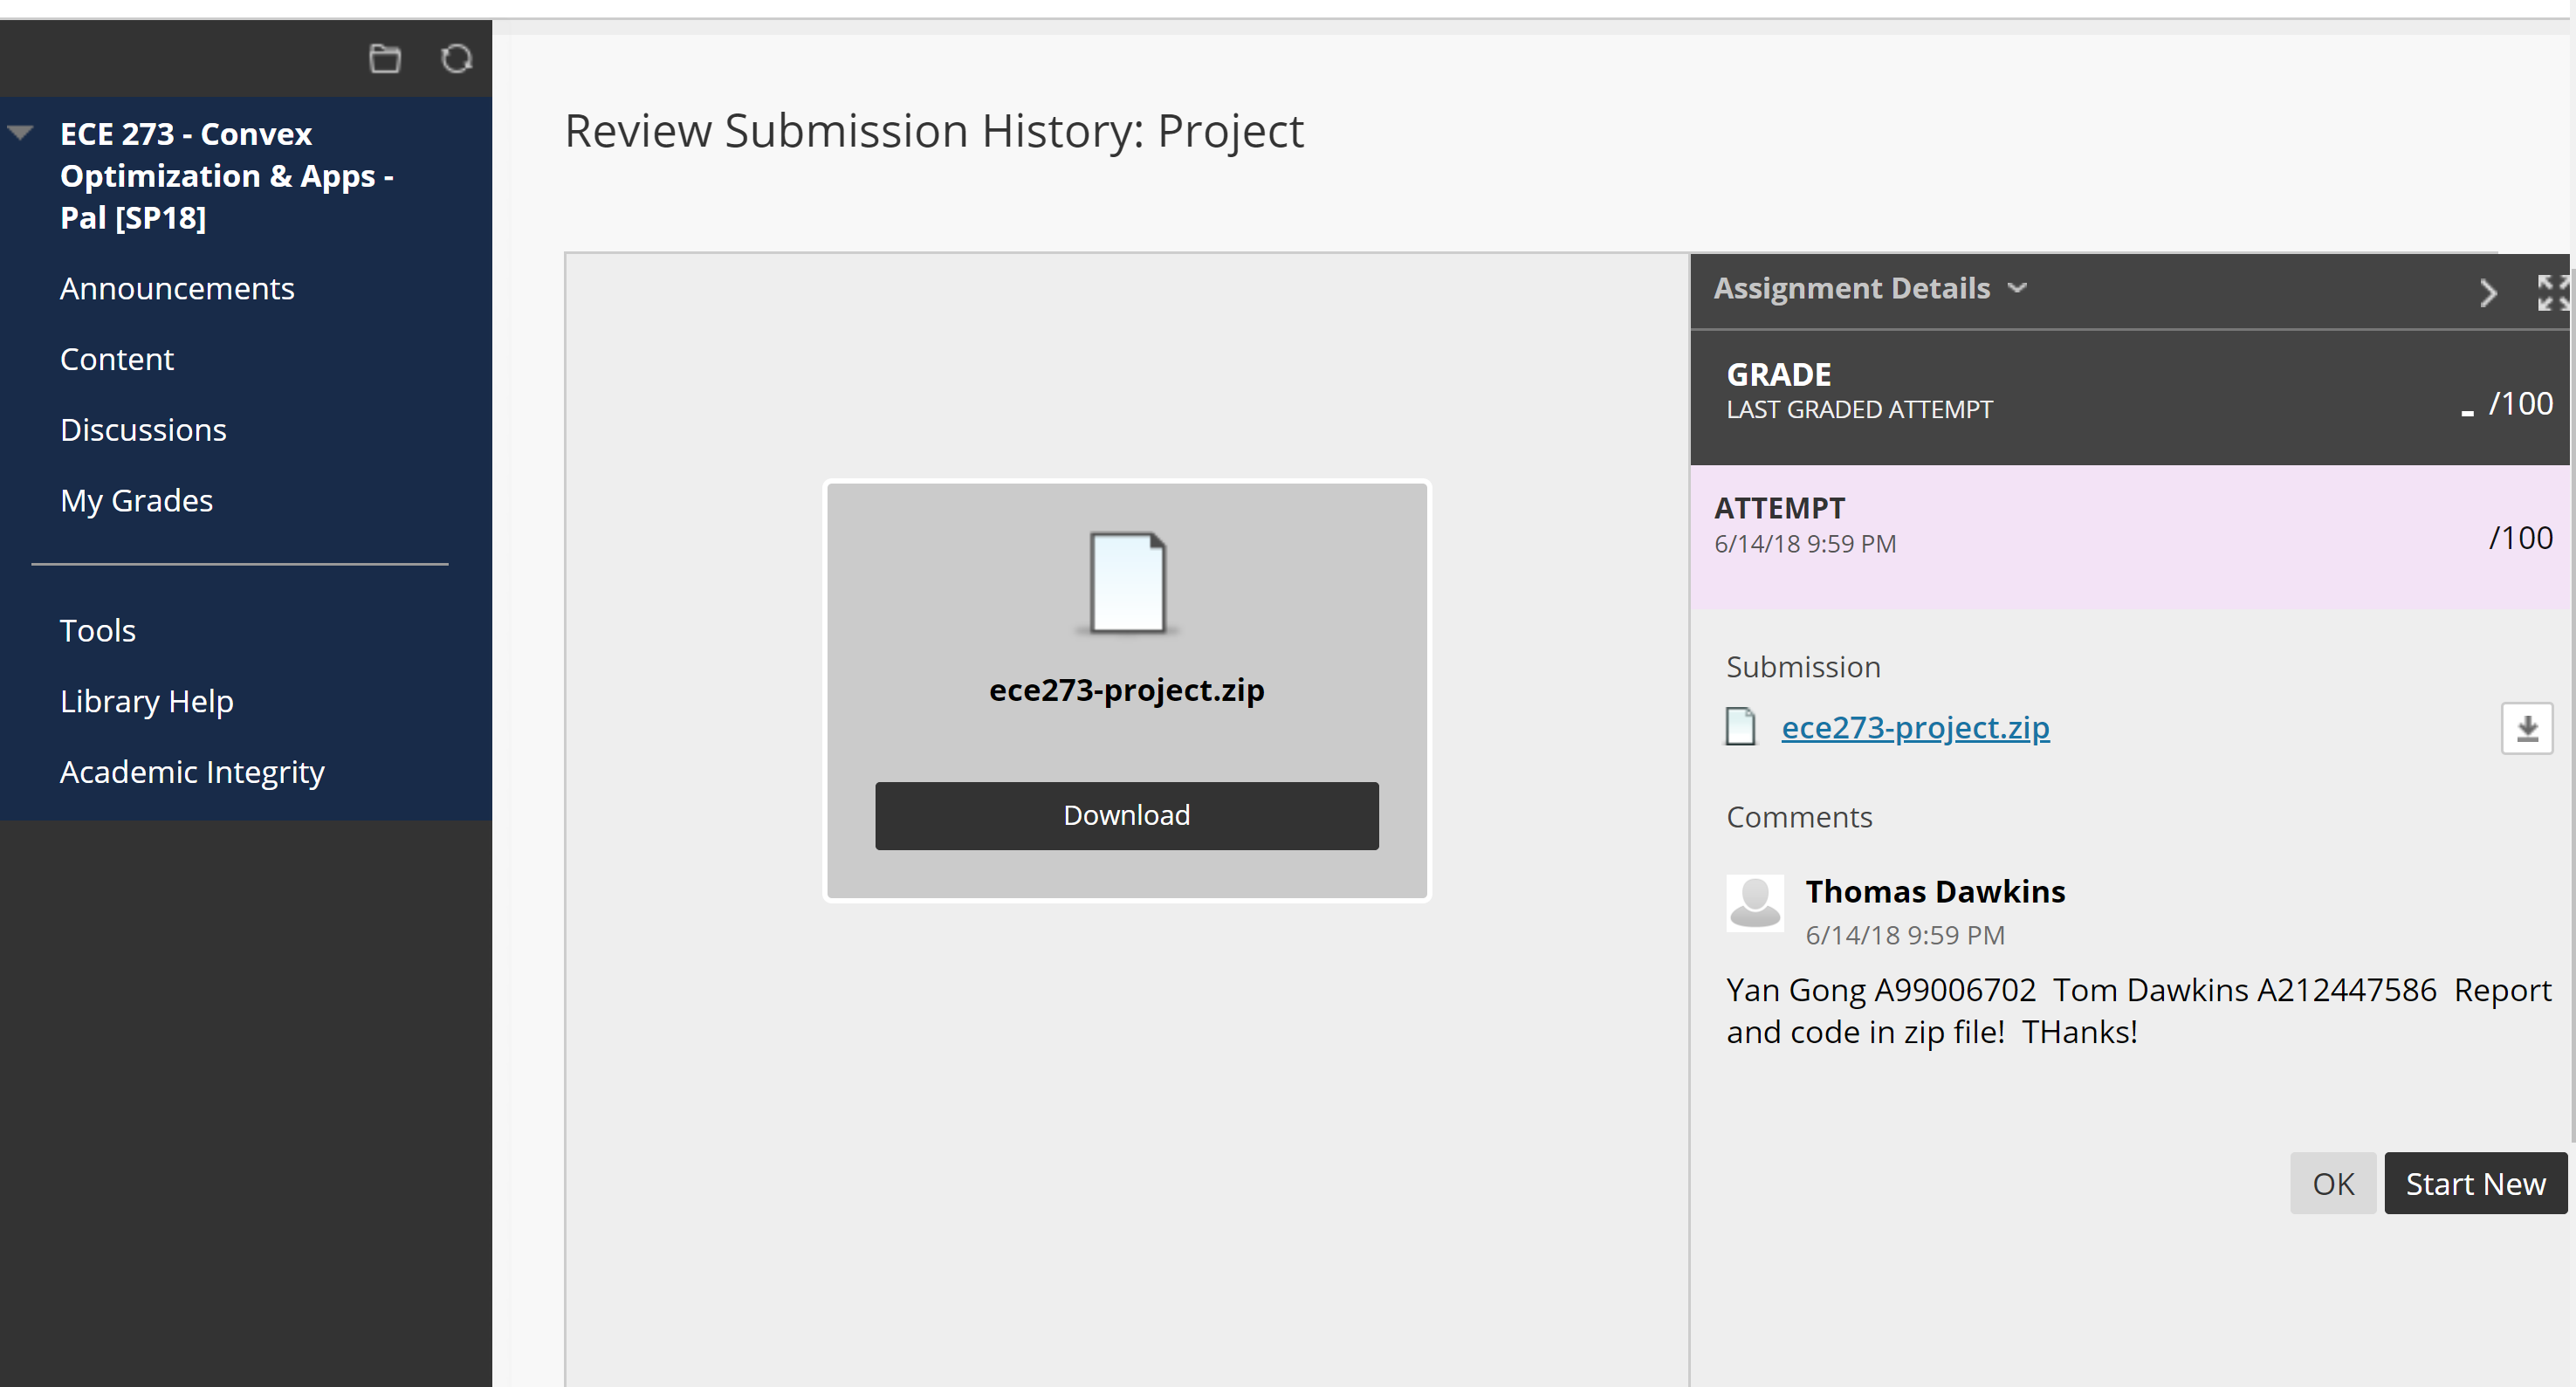 ECE 273 - Convex
Optimization & Apps -
Pal [SP18]
Announcements
Content
Discussions
My Grades
Tools
Library Help
Academic Integrity
Review Submission History: Project
ece273-project.zip
Download
Assignment Details
GRADE
LAST GRADED ATTEMPT
- /100
ATTEMPT
6/14/18 9:59 PM
/100
Submission
ece273-project.zip
Comments
Thomas Dawkins
6/14/18 9:59 PM
Yan Gong A99006702  Tom Dawkins A212447586  Report
and code in zip file!  THanks!
OK
Start New